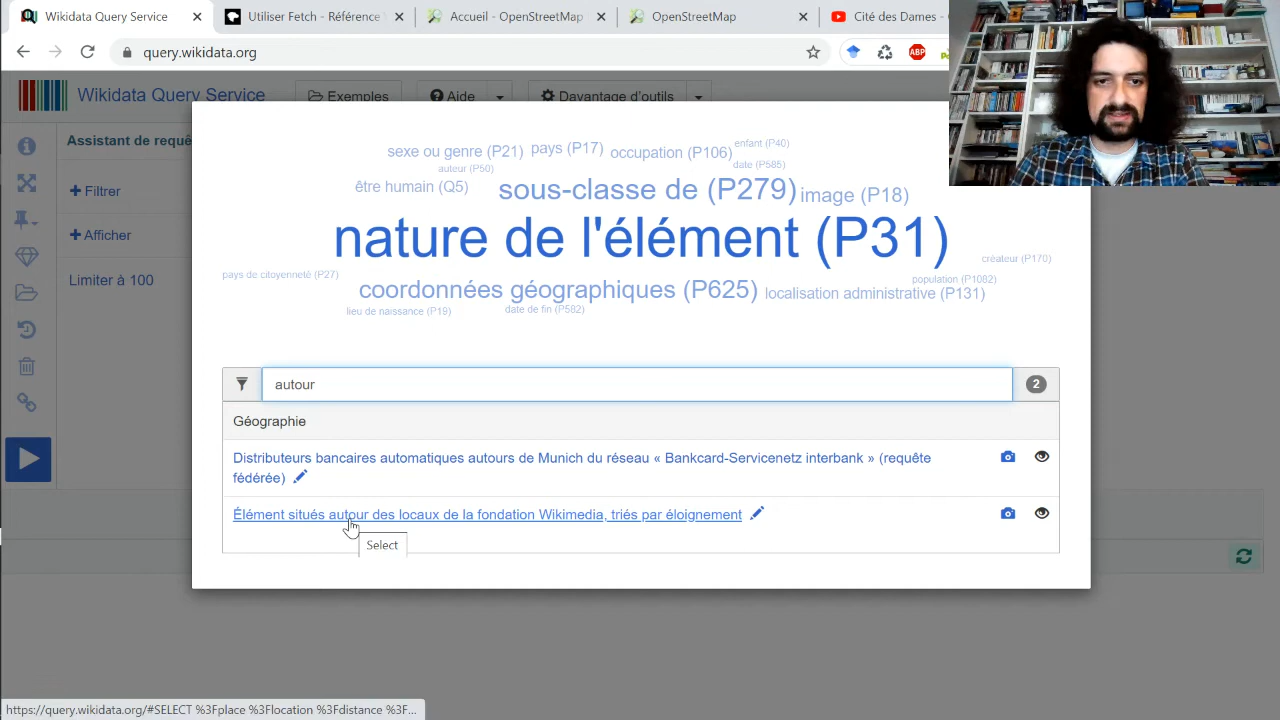 Wikidata Query Service
Utiliser Fetch - Référence
Accueil - OpenStreetMap
OpenStreetMap
Cité des Dames -
query.wikidata.org
ABP
Wikidata Query Service
Exemples
Aide
Davantage d'outils
Assistant de requê
Filtrer
Afficher
Limiter à 100
sexe ou genre (P21) pays (P17) occupation (P106) enfant (P40)
auteur (P50) date (P585)
être humain (Q5) sous-classe de (P279) image (P18)
nature de l'élément (P31)
créateur (P170)
pays de citoyenneté (P27) coordonnées géographiques (P625) population (P1082)
localisation administrative (P131)
lieu de naissance (P19) date de fin (P582)
autour
2
Géographie
Distributeurs bancaires automatiques autours de Munich du réseau « Bankcard-Servicenetz interbank » (requête
fédérée)
Élément situés autour des locaux de la fondation Wikimedia, triés par éloignement
Select
https://query.wikidata.org/#SELECT %3Fplace %3Flocation %3Fdistance %3F...